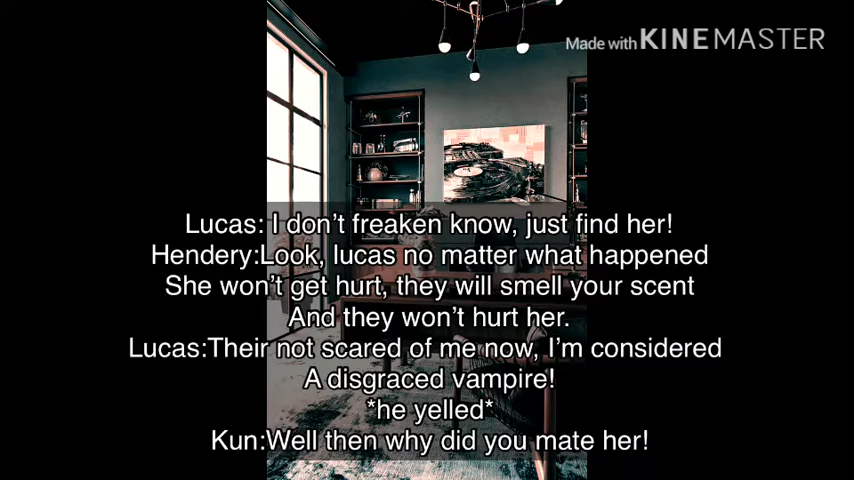 Made with KINEMASTER
Lucas: I don't freaken know, just find her!
Hendery:Look, lucas no matter what happened
She won't get hurt, they will smell your scent
And they won't hurt her.
Lucas:Their not scared of me now, I'm considered
A disgraced vampire!
*he yelled*
Kun:Well then why did you mate her!